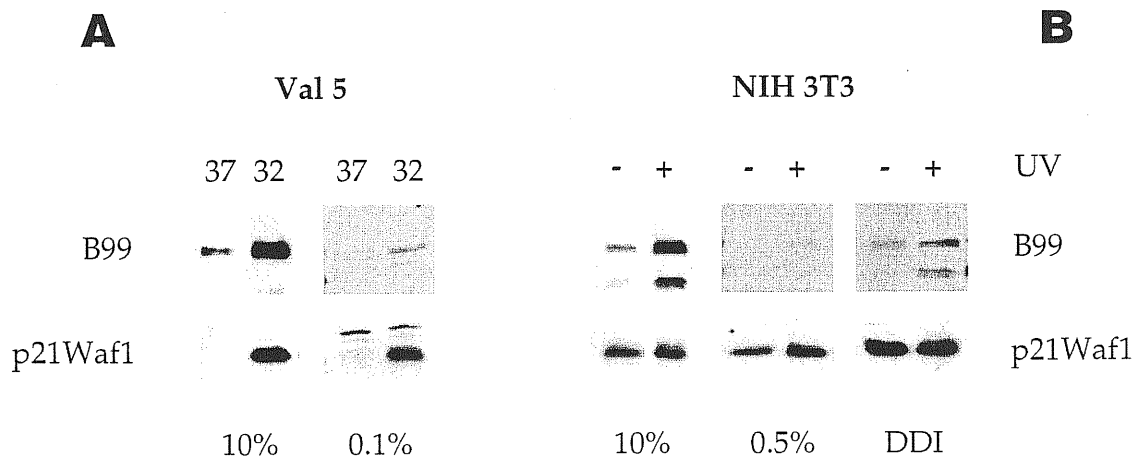 A
B
Val 5
NIH 3T3
37 32 37 32
- + - + - + UV
B99
B99
p21Waf1
p21Waf1
10% 0.1%
10% 0.5% DDI